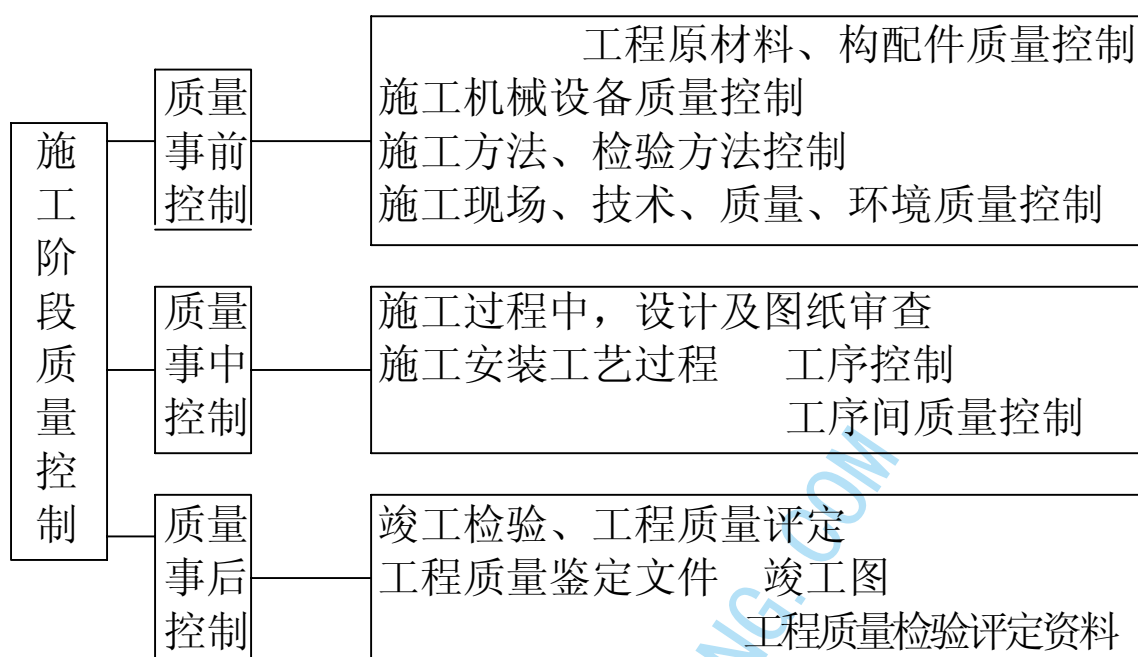 施工阶段质量控制
质量事前控制
工程原材料、构配件质量控制
施工机械设备质量控制
施工方法、检验方法控制
施工现场、技术、质量、环境质量控制
质量事中控制
施工过程中，设计及图纸审查
施工安装工艺过程 工序控制
工序间质量控制
质量事后控制
竣工检验、工程质量评定
工程质量鉴定文件 竣工图
工程质量检验评定资料
NG.COM